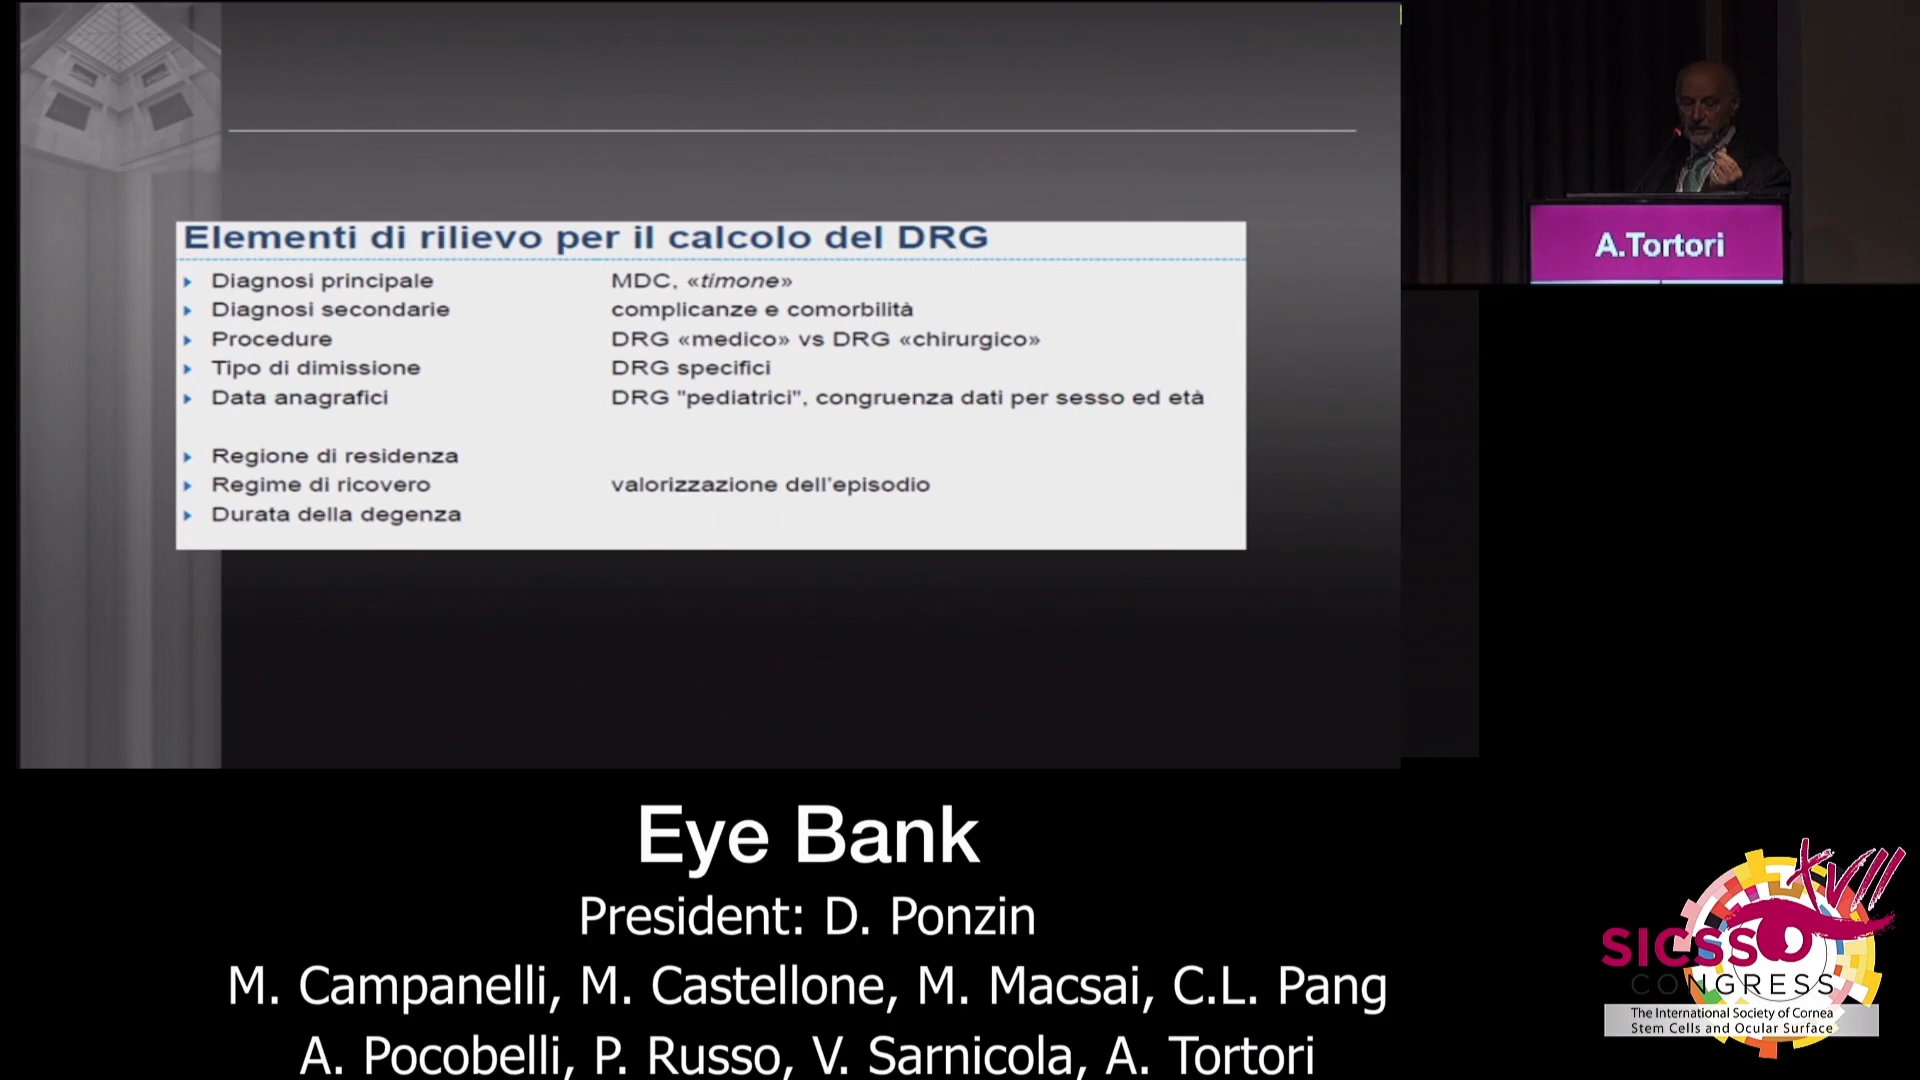 Elementi di rilievo per il calcolo del DRG
Diagnosi principale MDC, «timone»
Diagnosi secondarie complicanze e comorbilità
Procedure DRG «medico» vs DRG «chirurgico»
Tipo di dimissione DRG specifici
Data anagrafici DRG "pediatrici", congruenza dati per sesso ed età
Regione di residenza
Regime di ricovero valorizzazione dell'episodio
Durata della degenza
A.Tortori
Eye Bank
President: D. Ponzin
M. Campanelli, M. Castellone, M. Macsai, C.L. Pang
A. Pocobelli, P. Russo, V. Sarnicola, A. Tortori
XVII
SICSSO
CONGRESS
The International Society of Cornea
Stem Cells and Ocular Surface